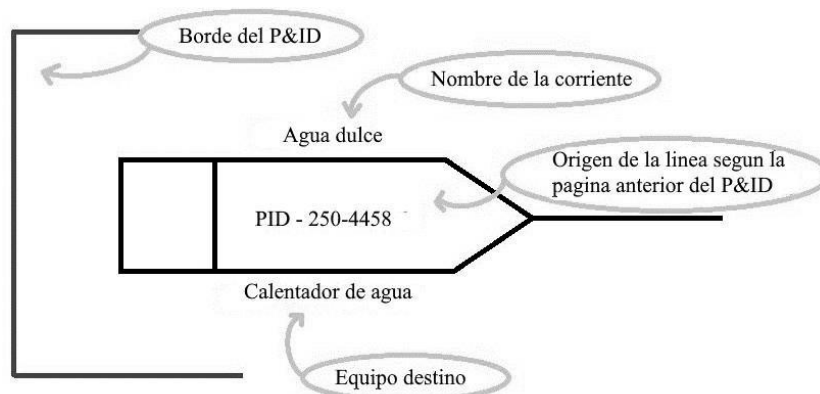 Borde del P&ID
Nombre de la corriente
Agua dulce
Origen de la linea segun la
pagina anterior del P&ID
PID - 250-4458
Calentador de agua
Equipo destino